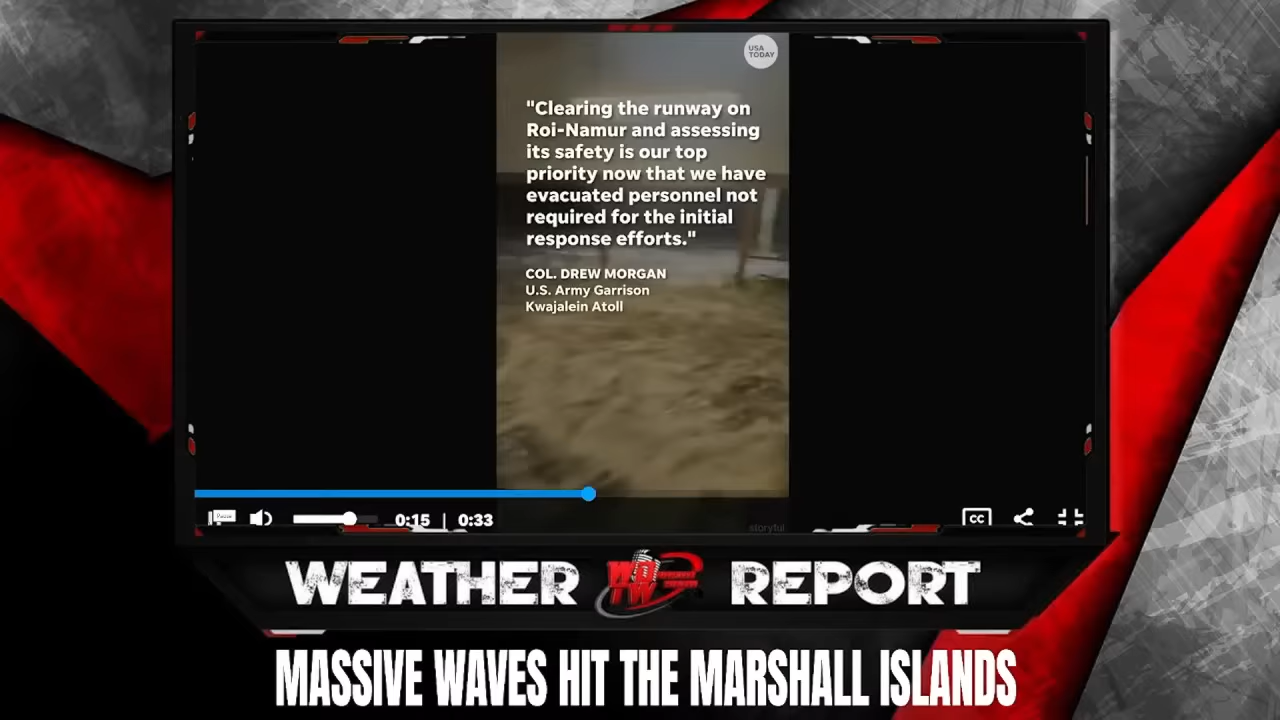 USA
TODAY
"Clearing the runway on
Roi-Namur and assessing
its safety is our top
priority now that we have
evacuated personnel not
required for the initial
response efforts."
COL. DREW MORGAN
U.S. Army Garrison
Kwajalein Atoll
Pause
0:15 | 0:33
CC
storyful
WEATHER REPORT
MASSIVE WAVES HIT THE MARSHALL ISLANDS